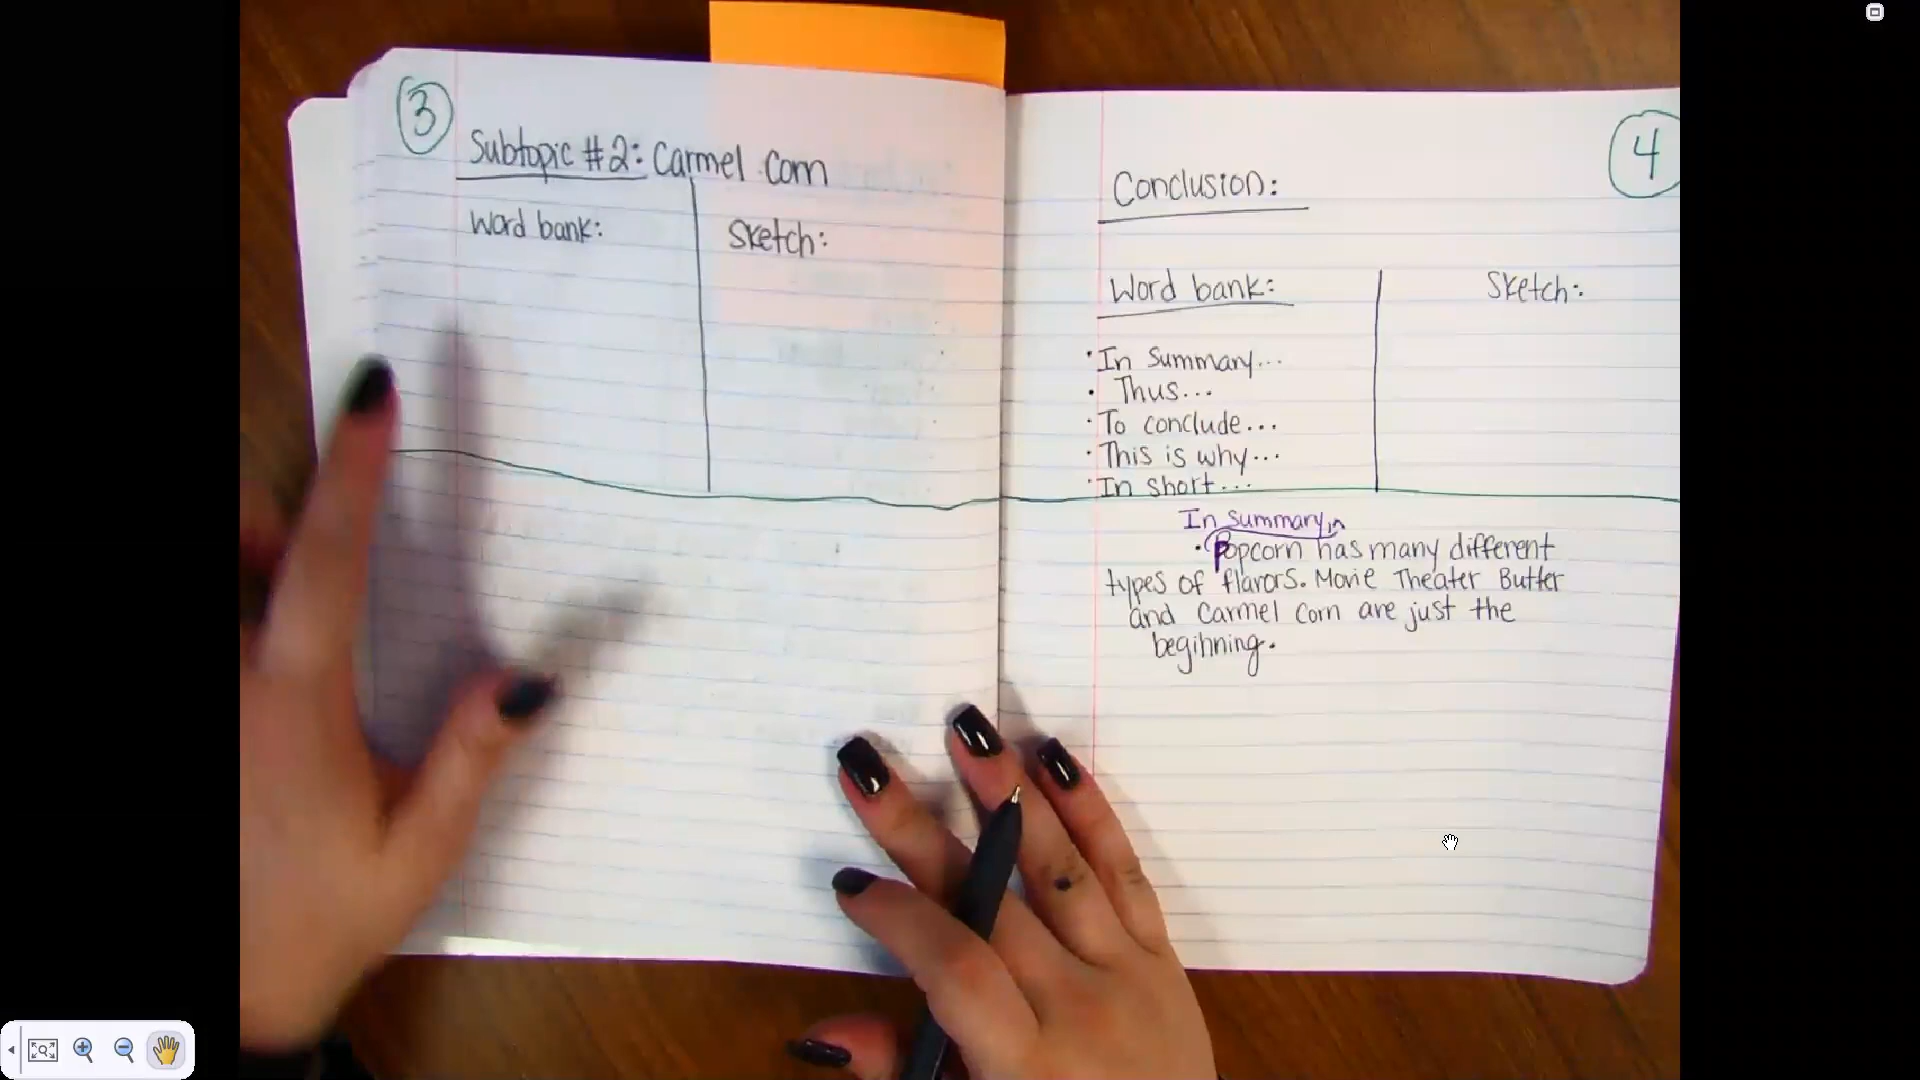 3
Subtopic #2: Carmel Corn
Word bank:
Sketch:
4
Conclusion:
Word bank:
Sketch:
· In Summary...
· Thus...
· To conclude...
· This is why...
· In short...
In summary,
· Popcorn has many different
types of flavors. Movie Theater Butter
and Carmel Corn are just the
beginning.